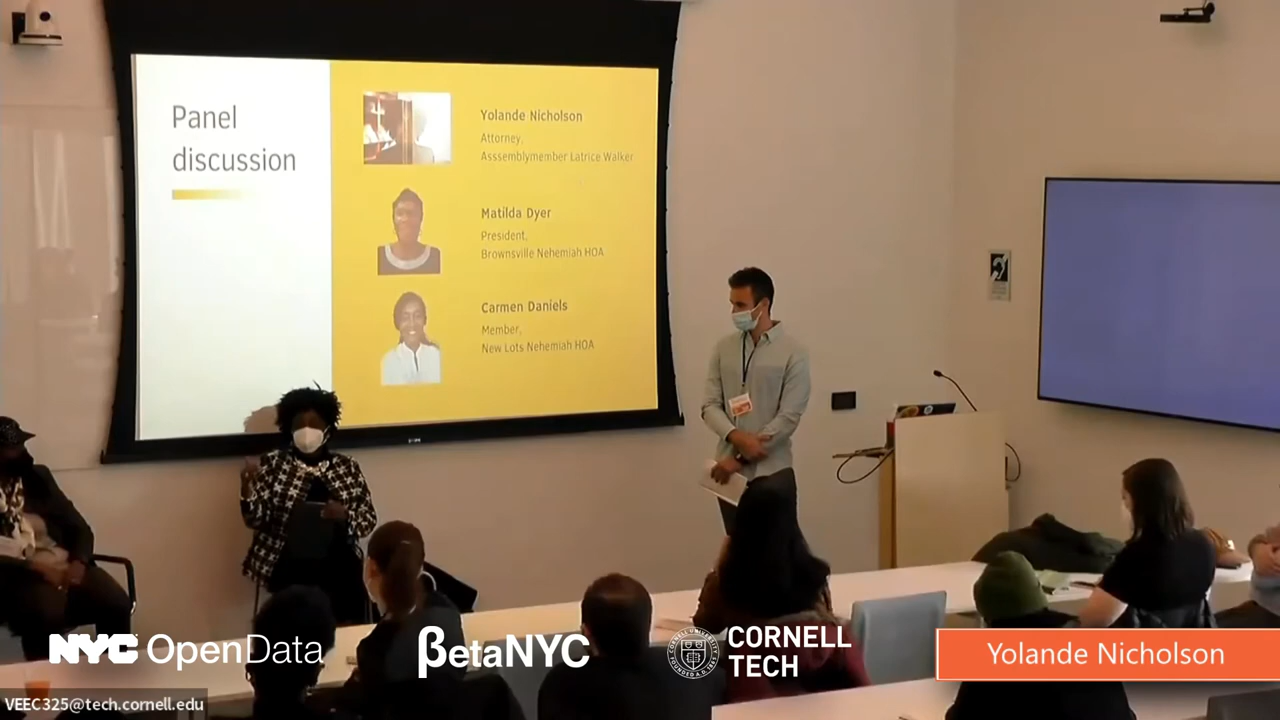 Panel
discussion
Yolande Nicholson
Attorney,
Asssemblymember Latrice Walker
Matilda Dyer
President,
Brownsville Nehemiah HOA
Carmen Daniels
Member,
New Lots Nehemiah HOA
NYC OpenData
βetaNYC
CORNELL
TECH
Yolande Nicholson
VEEC325@tech.cornell.edu